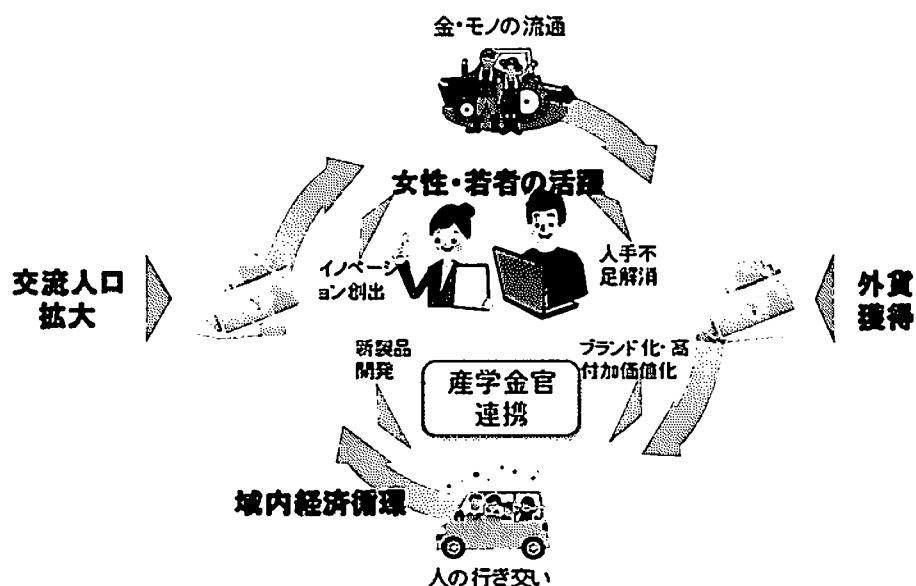 金・モノの流通
女性・若者の活躍
イノベーシ
ョン創出
人手不
足解消
交流人口
拡大
外貨
獲得
新製品
開発
ブランド化・高
付加価値化
産学金官
連携
域内経済循環
人の行き交い